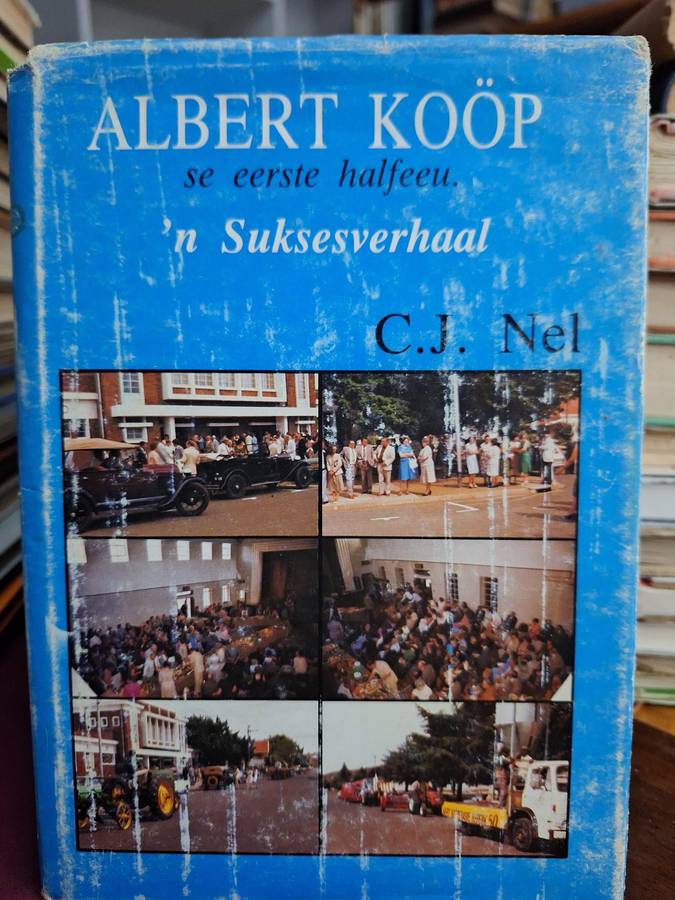 ALBERT KOÖP
se eerste halfeeu.
'n Suksesverhaal
C.J. Nel